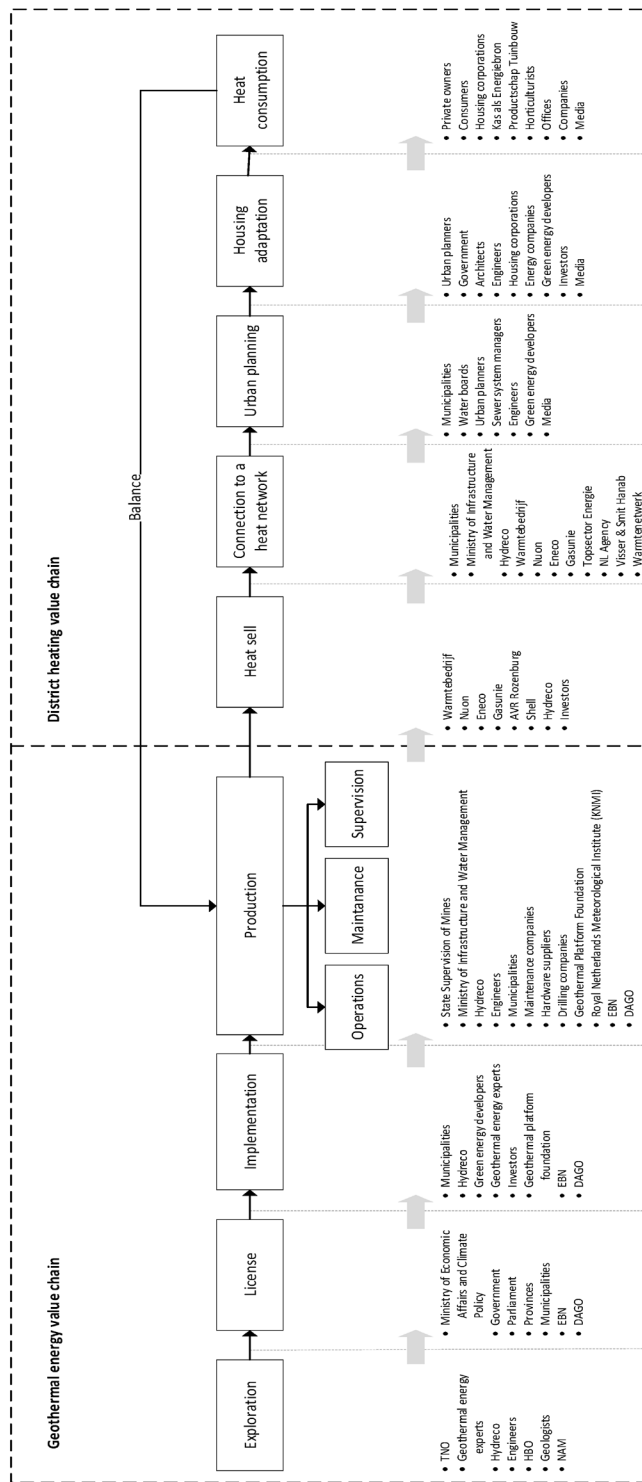 Geothermal energy value chain
District heating value chain
Balance
Exploration
License
Implementation
Production
Operations
Maintanance
Supervision
Heat sell
Connection to a
heat network
Urban planning
Housing
adaptation
Heat
consumption
• TNO
• Geothermal energy
experts
• Hydreco
• Engineers
• HBO
• Geologists
• NAM
• Ministry of Economic
Affairs and Climate
Policy
• Government
• Parliament
• Provinces
• Municipalities
• EBN
• DAGO
• Municipalities
• Hydreco
• Green energy developers
• Geothermal energy experts
• Investors
• Geothermal platform
foundation
• EBN
• DAGO
• State Supervision of Mines
• Ministry of Infrastructure and Water Management
• Hydreco
• Engineers
• Municipalities
• Maintenance companies
• Hardware suppliers
• Drilling companies
• Geothermal Platform Foundation
• Royal Netherlands Meteorological Institute (KNMI)
• EBN
• DAGO
• Warmtebedrijf
• Nuon
• Eneco
• Gasunie
• AVR Rozenburg
• Shell
• Hydreco
• Investors
• Municipalities
• Ministry of Infrastructure
and Water Management
• Hydreco
• Warmtebedrijf
• Nuon
• Eneco
• Gasunie
• Topsector Energie
• NL Agency
• Visser & Smit Hanab
• Warmtenetwerk
• Municipalities
• Water boards
• Urban planners
• Sewer system managers
• Engineers
• Green energy developers
• Media
• Urban planners
• Government
• Architects
• Engineers
• Housing corporations
• Energy companies
• Green energy developers
• Investors
• Media
• Private owners
• Consumers
• Housing corporations
• Kas als Energiebron
• Productschap Tuinbouw
• Horticulturists
• Offices
• Companies
• Media